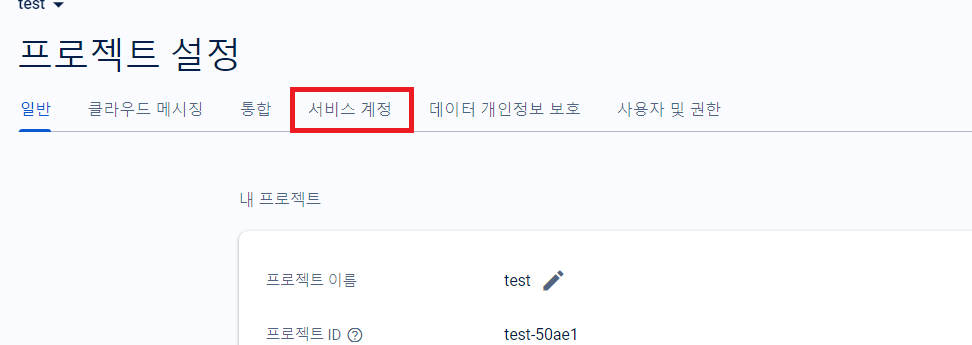 test
프로젝트 설정
일반 클라우드 메시징 통합 서비스 계정 데이터 개인정보 보호 사용자 및 권한
내 프로젝트
프로젝트 이름 test
프로젝트 ID test-50ae1